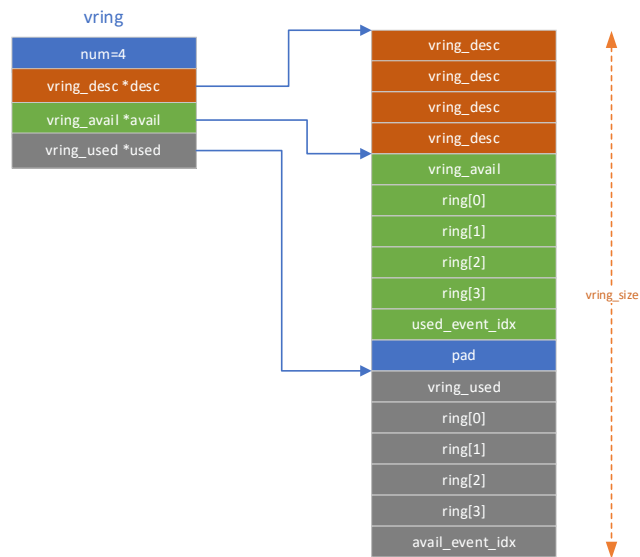 vring
num=4
vring_desc *desc
vring_avail *avail
vring_used *used
vring_desc
vring_desc
vring_desc
vring_desc
vring_avail
ring[0]
ring[1]
ring[2]
ring[3]
used_event_idx
pad
vring_used
ring[0]
ring[1]
ring[2]
ring[3]
avail_event_idx
vring_size